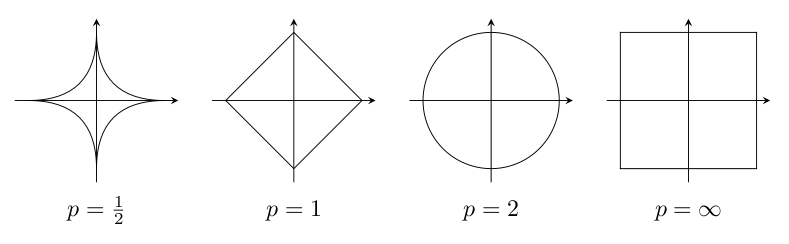 p = 1/2 p = 1 p = 2 p = ∞